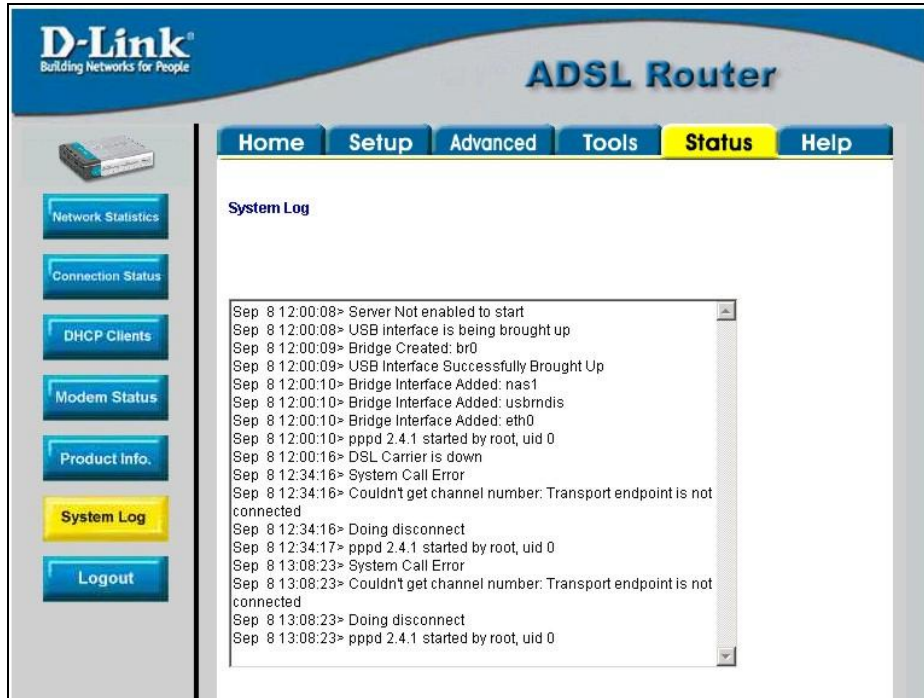 D-Link®
Building Networks for People
ADSL Router
Home
Setup
Advanced
Tools
Status
Help
Network Statistics
Connection Status
DHCP Clients
Modem Status
Product Info.
System Log
Logout
System Log
Sep 8 12:00:08> Server Not enabled to start
Sep 8 12:00:08> USB interface is being brought up
Sep 8 12:00:09> Bridge Created: br0
Sep 8 12:00:09> USB Interface Successfully Brought Up
Sep 8 12:00:10> Bridge Interface Added: nas1
Sep 8 12:00:10> Bridge Interface Added: usbrndis
Sep 8 12:00:10> Bridge Interface Added: eth0
Sep 8 12:00:10> pppd 2.4.1 started by root, uid 0
Sep 8 12:00:16> DSL Carrier is down
Sep 8 12:34:16> System Call Error
Sep 8 12:34:16> Couldn't get channel number: Transport endpoint is not
connected
Sep 8 12:34:16> Doing disconnect
Sep 8 12:34:17> pppd 2.4.1 started by root, uid 0
Sep 8 13:08:23> System Call Error
Sep 8 13:08:23> Couldn't get channel number: Transport endpoint is not
connected
Sep 8 13:08:23> Doing disconnect
Sep 8 13:08:23> pppd 2.4.1 started by root, uid 0